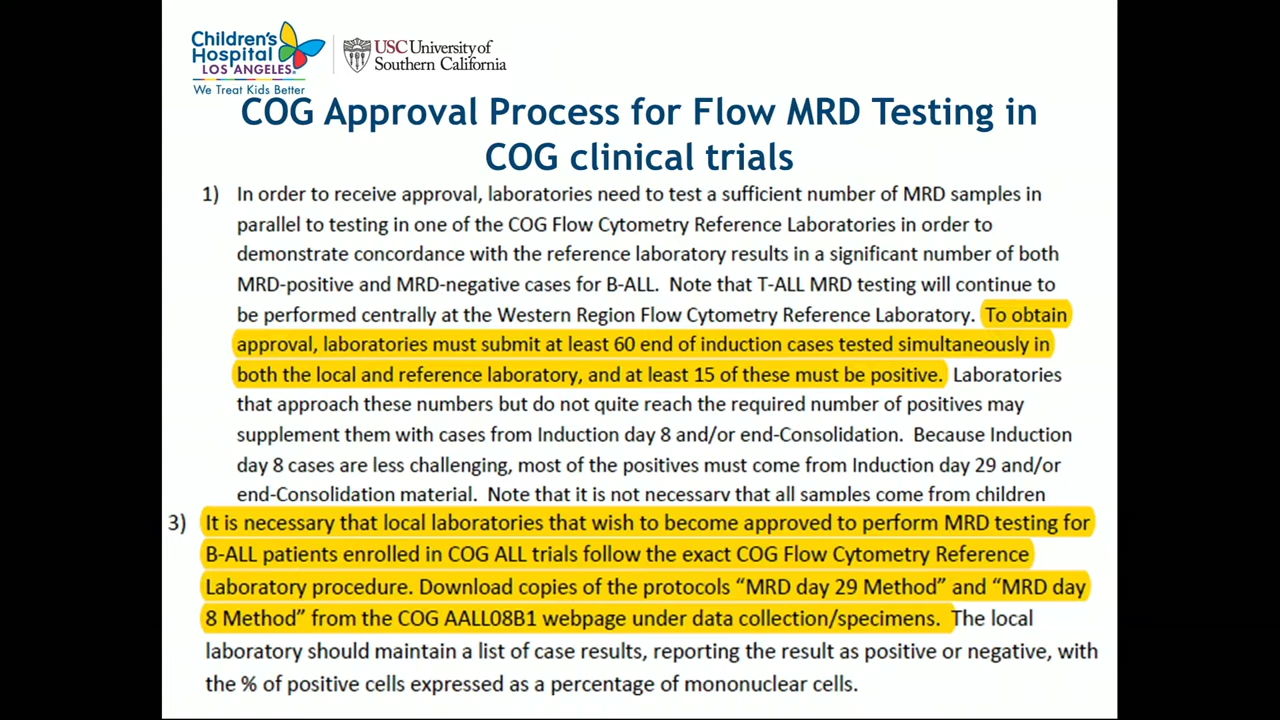 Children's
Hospital
LOS ANGELES®
We Treat Kids Better
USC University of
Southern California
COG Approval Process for Flow MRD Testing in
COG clinical trials
1) In order to receive approval, laboratories need to test a sufficient number of MRD samples in
parallel to testing in one of the COG Flow Cytometry Reference Laboratories in order to
demonstrate concordance with the reference laboratory results in a significant number of both
MRD-positive and MRD-negative cases for B-ALL. Note that T-ALL MRD testing will continue to
be performed centrally at the Western Region Flow Cytometry Reference Laboratory. To obtain
approval, laboratories must submit at least 60 end of induction cases tested simultaneously in
both the local and reference laboratory, and at least 15 of these must be positive. Laboratories
that approach these numbers but do not quite reach the required number of positives may
supplement them with cases from Induction day 8 and/or end-Consolidation. Because Induction
day 8 cases are less challenging, most of the positives must come from Induction day 29 and/or
end-Consolidation material. Note that it is not necessary that all samples come from children
3) It is necessary that local laboratories that wish to become approved to perform MRD testing for
B-ALL patients enrolled in COG ALL trials follow the exact COG Flow Cytometry Reference
Laboratory procedure. Download copies of the protocols “MRD day 29 Method” and “MRD day
8 Method” from the COG AALL08B1 webpage under data collection/specimens. The local
laboratory should maintain a list of case results, reporting the result as positive or negative, with
the % of positive cells expressed as a percentage of mononuclear cells.